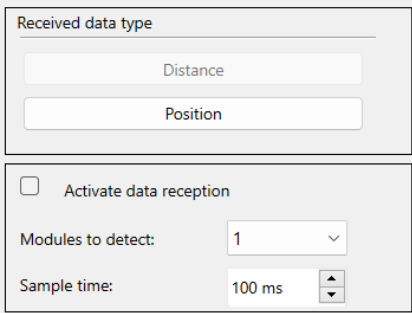 Received data type
Distance
Position
Activate data reception
Modules to detect: 1
Sample time: 100 ms